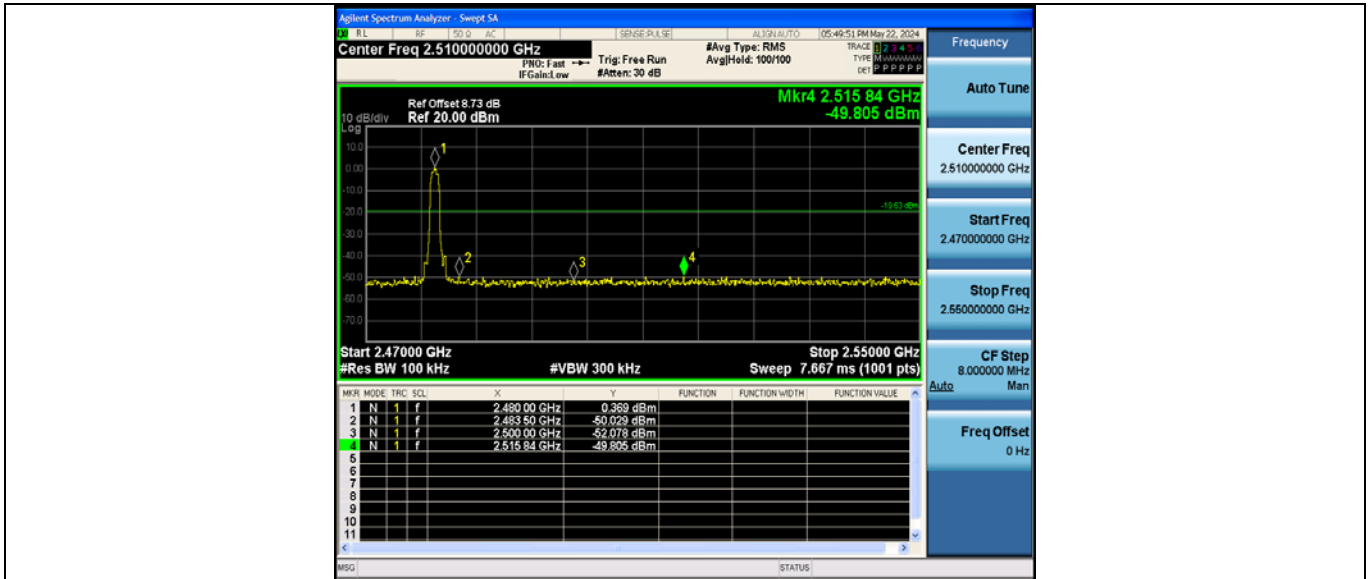 Agilent Spectrum Analyzer - Swept SA
RL RF 50 Ω AC SENSE:PULSE ALIGN AUTO 05:49:51 PM May 22, 2024
Center Freq 2.510000000 GHz
PNO: Fast
IFGain:Low
Trig: Free Run
#Atten: 30 dB
#Avg Type: RMS
Avg|Hold: 100/100
TRACE 1 2 3 4 5 6
TYPE M
DET P P P P P P
Mkr4 2.515 84 GHz
-49.805 dBm
Ref Offset 8.73 dB
10 dB/div Ref 20.00 dBm
Log
10.0
0.00
-10.0
-20.0
-30.0
-40.0
-50.0
-60.0
-70.0
1
2
3
4
-19.63 dBm
Start 2.47000 GHz Stop 2.55000 GHz
#Res BW 100 kHz #VBW 300 kHz Sweep 7.667 ms (1001 pts)
MKR MODE TRC SCL X Y FUNCTION FUNCTION WIDTH FUNCTION VALUE
1 N 1 f 2.480 00 GHz 0.369 dBm
2 N 1 f 2.483 50 GHz -50.029 dBm
3 N 1 f 2.500 00 GHz -52.078 dBm
4 N 1 f 2.515 84 GHz -49.805 dBm
5
6
7
8
9
10
11
MSG STATUS
Frequency
Auto Tune
Center Freq
2.510000000 GHz
Start Freq
2.470000000 GHz
Stop Freq
2.550000000 GHz
CF Step
8.000000 MHz
Auto Man
Freq Offset
0 Hz